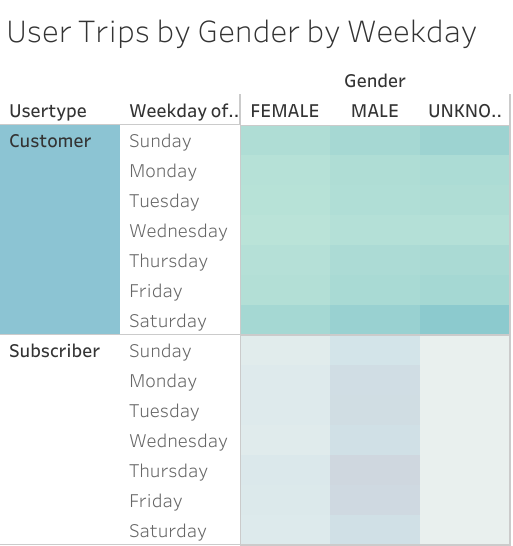 User Trips by Gender by Weekday
Gender
Usertype Weekday of.. FEMALE MALE UNKNO..
Customer Sunday
Monday
Tuesday
Wednesday
Thursday
Friday
Saturday
Subscriber Sunday
Monday
Tuesday
Wednesday
Thursday
Friday
Saturday